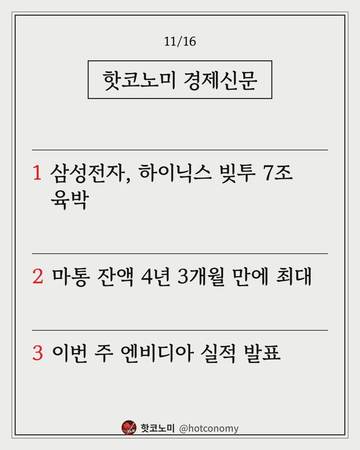 11/16
핫코노미 경제신문
1 삼성전자, 하이닉스 빚투 7조
육박
2 마통 잔액 4년 3개월 만에 최대
3 이번 주 엔비디아 실적 발표
핫코노미 @hotconomy